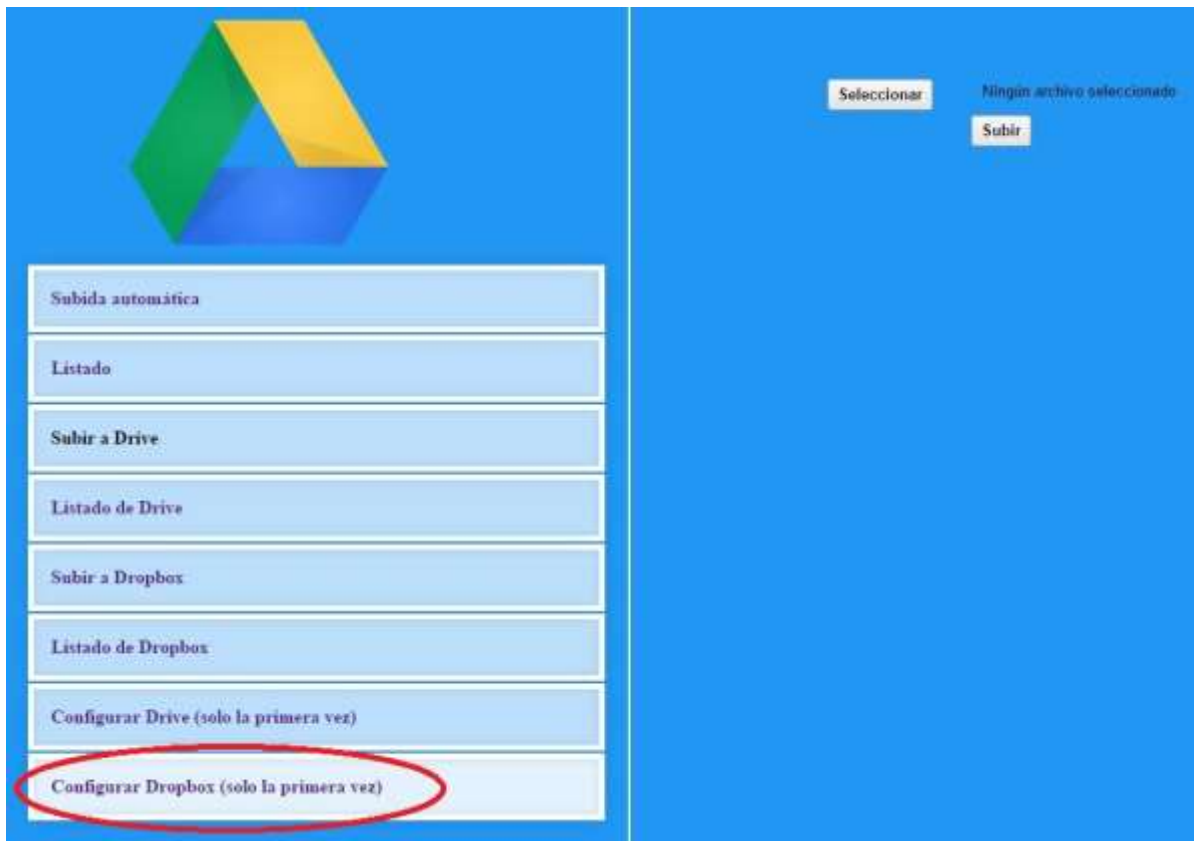 Subida automática
Listado
Subir a Drive
Listado de Drive
Subir a Dropbox
Listado de Dropbox
Configurar Drive (solo la primera vez)
Configurar Dropbox (solo la primera vez)
Seleccionar
Ningún archivo seleccionado
Subir